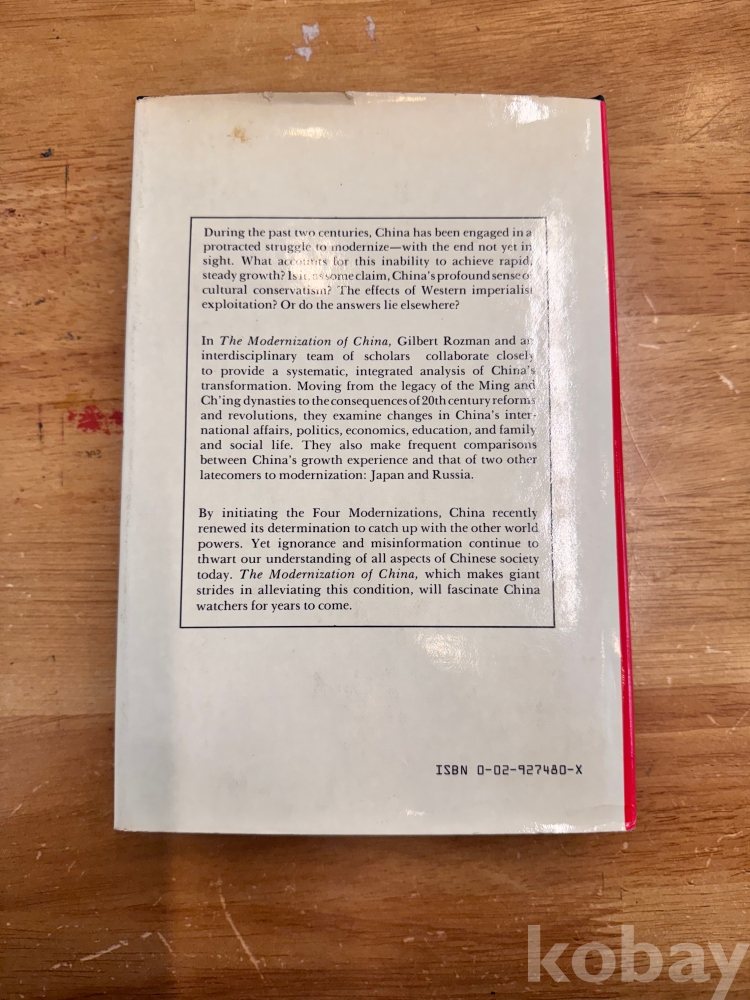 During the past two centuries, China has been engaged in a
protracted struggle to modernize—with the end not yet in
sight. What accounts for this inability to achieve rapid,
steady growth? Is it, as some claim, China's profound sense of
cultural conservatism? The effects of Western imperialist
exploitation? Or do the answers lie elsewhere?
In The Modernization of China, Gilbert Rozman and an
interdisciplinary team of scholars collaborate closely
to provide a systematic, integrated analysis of China's
transformation. Moving from the legacy of the Ming and
Ch'ing dynasties to the consequences of 20th century reforms
and revolutions, they examine changes in China's inter-
national affairs, politics, economics, education, and family
and social life. They also make frequent comparisons
between China's growth experience and that of two other
latecomers to modernization: Japan and Russia.
By initiating the Four Modernizations, China recently
renewed its determination to catch up with the other world
powers. Yet ignorance and misinformation continue to
thwart our understanding of all aspects of Chinese society
today. The Modernization of China, which makes giant
strides in alleviating this condition, will fascinate China
watchers for years to come.
ISBN 0-02-927480-X
kobay